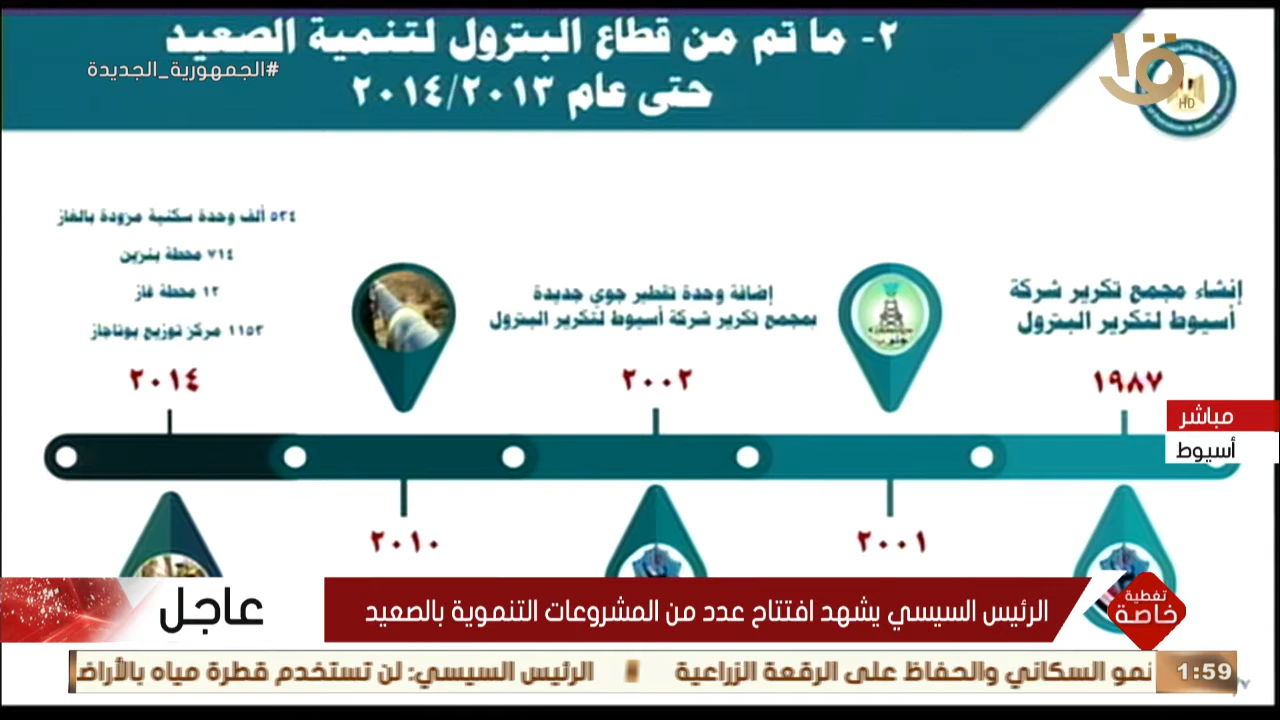 ٢- ما تم من قطاع البترول لتنمية الصعيد
حتى عام ٢٠١٤/٢٠١٣
#الجمهورية_الجديدة
HD
إنشاء مجمع تكرير شركة
أسيوط لتكرير البترول
١٩٨٧
٢٠٠١
إضافة وحدة تقطير جوي جديدة
بمجمع تكرير شركة أسيوط لتكرير البترول
٢٠٠٢
٢٠١٠
٥٣٤ ألف وحدة سكنية مزودة بالغاز
٧١٤ محطة بنزين
١٢ محطة غاز
١١٥٣ مركز توزيع بوتاجاز
٢٠١٤
مباشر
أسيوط
تغطية
خاصة
الرئيس السيسي يشهد افتتاح عدد من المشروعات التنموية بالصعيد
عاجل
1:59
نمو السكاني والحفاظ على الرقعة الزراعية
الرئيس السيسي: لن تستخدم قطرة مياه بالأراض